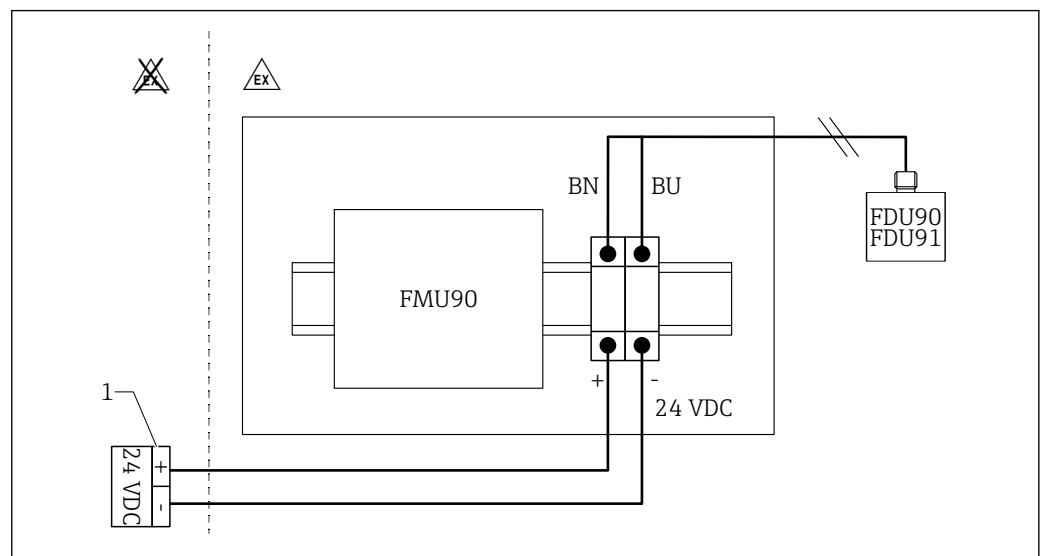 EX
EX
BN
BU
FDU90
FDU91
FMU90
+
-
24 VDC
1
24 VDC
+
-